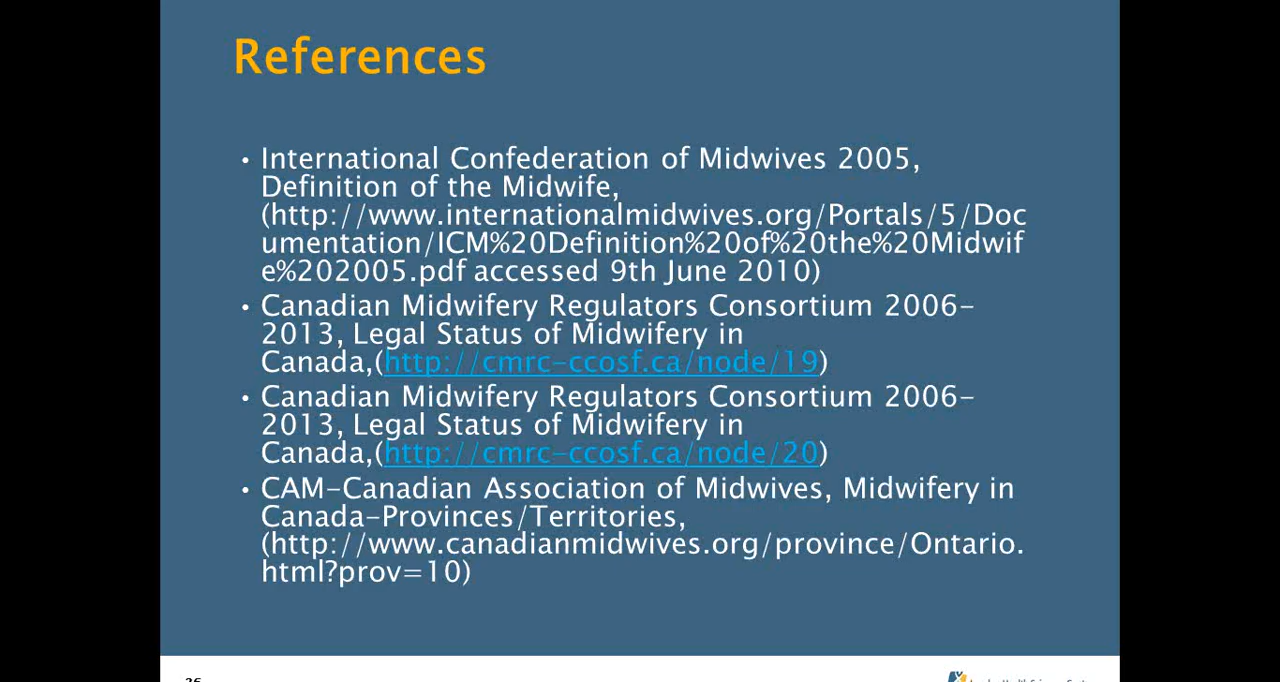 References
• International Confederation of Midwives 2005,
Definition of the Midwife,
(http://www.internationalmidwives.org/Portals/5/Doc
umentation/ICM%20Definition%20of%20the%20Midwif
e%202005.pdf accessed 9th June 2010)
• Canadian Midwifery Regulators Consortium 2006-
2013, Legal Status of Midwifery in
Canada,(http://cmrc-ccosf.ca/node/19)
• Canadian Midwifery Regulators Consortium 2006-
2013, Legal Status of Midwifery in
Canada,(http://cmrc-ccosf.ca/node/20)
• CAM-Canadian Association of Midwives, Midwifery in
Canada-Provinces/Territories,
(http://www.canadianmidwives.org/province/Ontario.
html?prov=10)